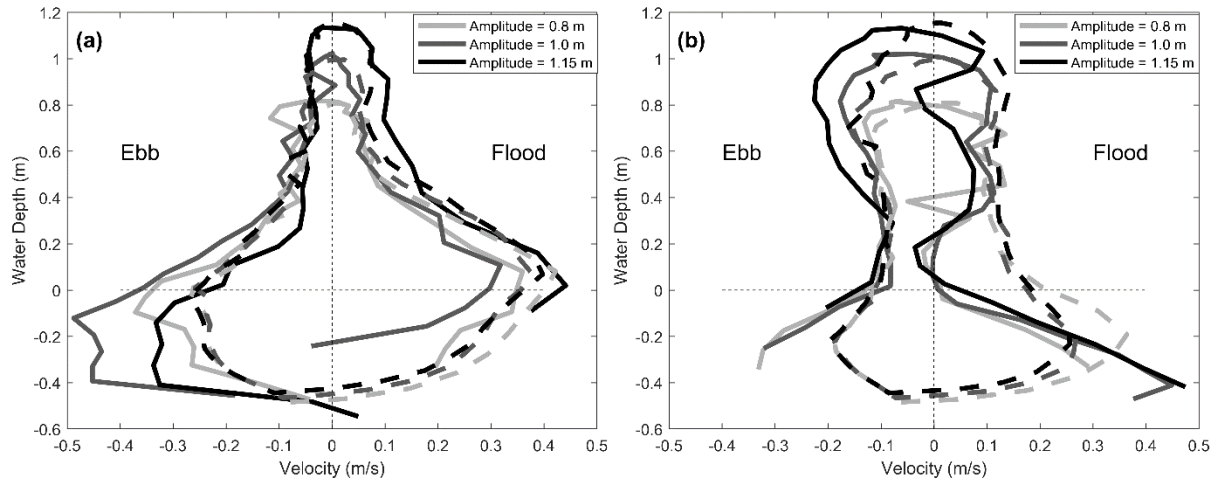 (a)
Amplitude = 0.8 m
Amplitude = 1.0 m
Amplitude = 1.15 m
Ebb
Flood
Water Depth (m)
1.2
1
0.8
0.6
0.4
0.2
0
-0.2
-0.4
-0.6
-0.5 -0.4 -0.3 -0.2 -0.1 0 0.1 0.2 0.3 0.4 0.5
Velocity (m/s)
(b)
Amplitude = 0.8 m
Amplitude = 1.0 m
Amplitude = 1.15 m
Ebb
Flood
Water Depth (m)
1.2
1
0.8
0.6
0.4
0.2
0
-0.2
-0.4
-0.6
-0.4 -0.3 -0.2 -0.1 0 0.1 0.2 0.3 0.4 0.5
Velocity (m/s)